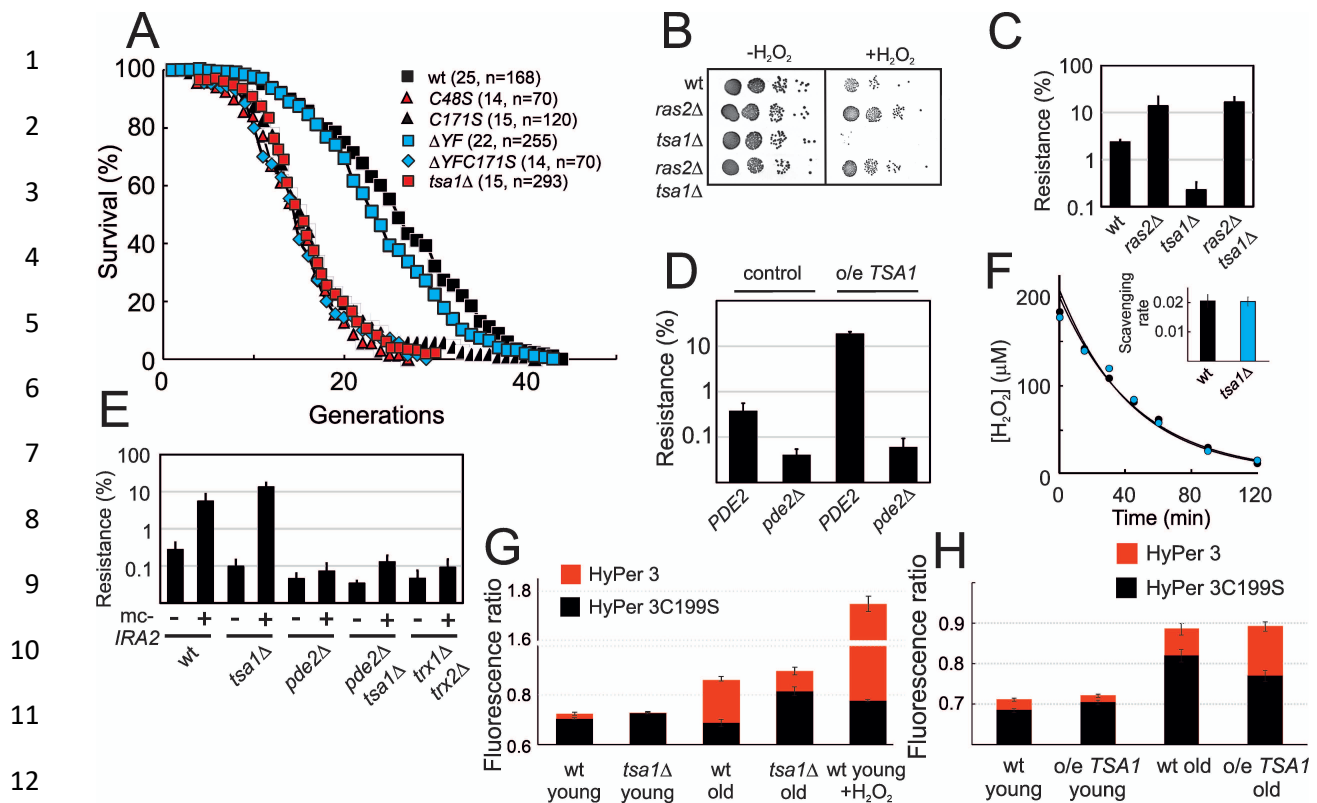 1
2
3
4
5
6
7
8
9
10
11
12
A
100
80
60
40
20
0
Survival (%)
0
20
40
Generations
wt (25, n=168)
C48S (14, n=70)
C171S (15, n=120)
ΔYF (22, n=255)
ΔYFC171S (14, n=70)
tsa1Δ (15, n=293)
B
-H₂O₂ +H₂O₂
wt
ras2Δ
tsa1Δ
ras2Δ
tsa1Δ
C
Resistance (%)
100
10
1
0.1
wt
ras2Δ
tsa1Δ
ras2Δ
tsa1Δ
D
control o/e TSA1
Resistance (%)
10
1
0.1
PDE2
pde2Δ
PDE2
pde2Δ
F
[H₂O₂] (μM)
200
100
0
0 40 80 120
Time (min)
Scavenging
rate
0.02
0.01
wt
tsa1Δ
E
Resistance (%)
100
10
1
0.1
mc- - + - + - + - + - +
IRA2
wt
tsa1Δ
pde2Δ
pde2Δ
tsa1Δ
trx1Δ
trx2Δ
G
HyPer 3
HyPer 3C199S
Fluorescence ratio
1.8
1.6
0.8
0.6
wt
young
tsa1Δ
young
wt
old
tsa1Δ
old
wt young
+H₂O₂
H
HyPer 3
HyPer 3C199S
Fluorescence ratio
0.9
0.8
0.7
wt
young
o/e TSA1
young
wt old
o/e TSA1
old